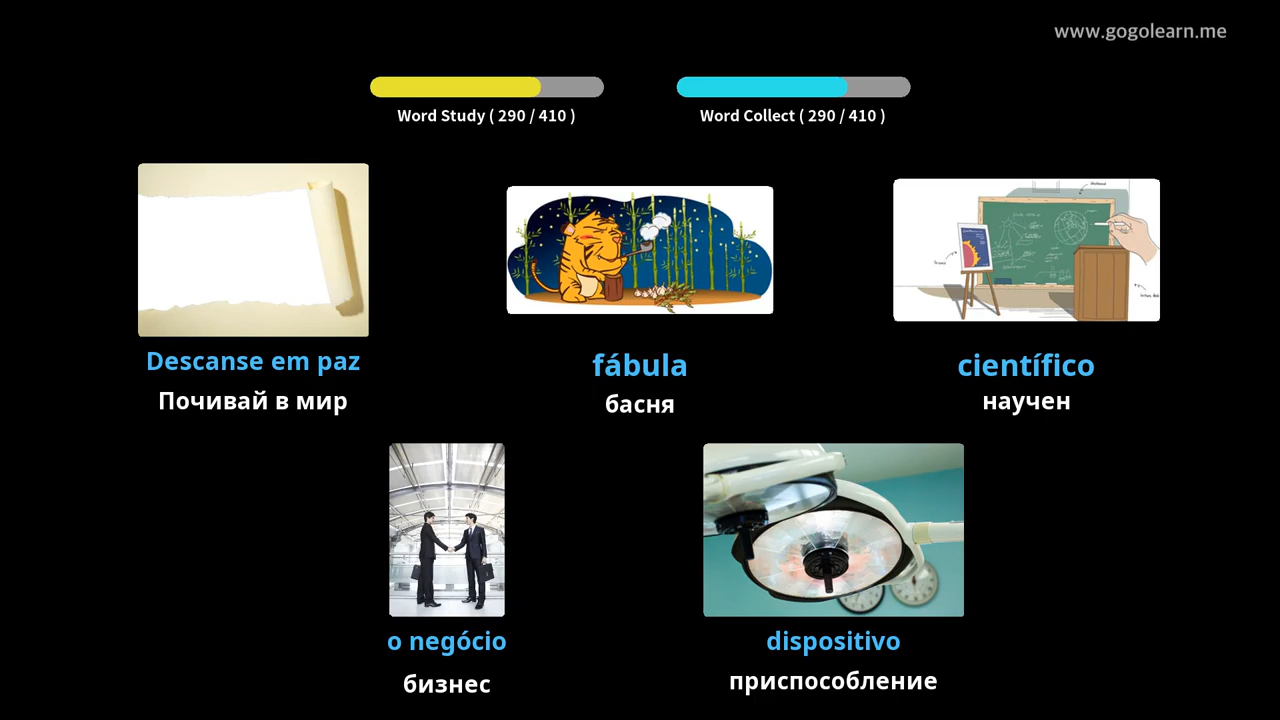 www.gogolearn.me
Word Study ( 290 / 410 )
Word Collect ( 290 / 410 )
Descanse em paz
Почивай в мир
fábula
басня
científico
научен
o negócio
бизнес
dispositivo
приспособление